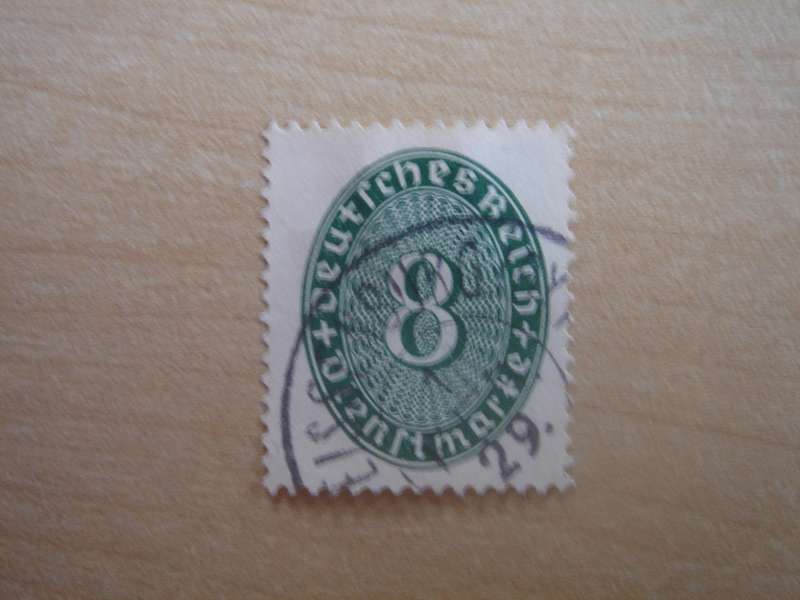 Deutsches Reich
8
Dienstmarke
29.